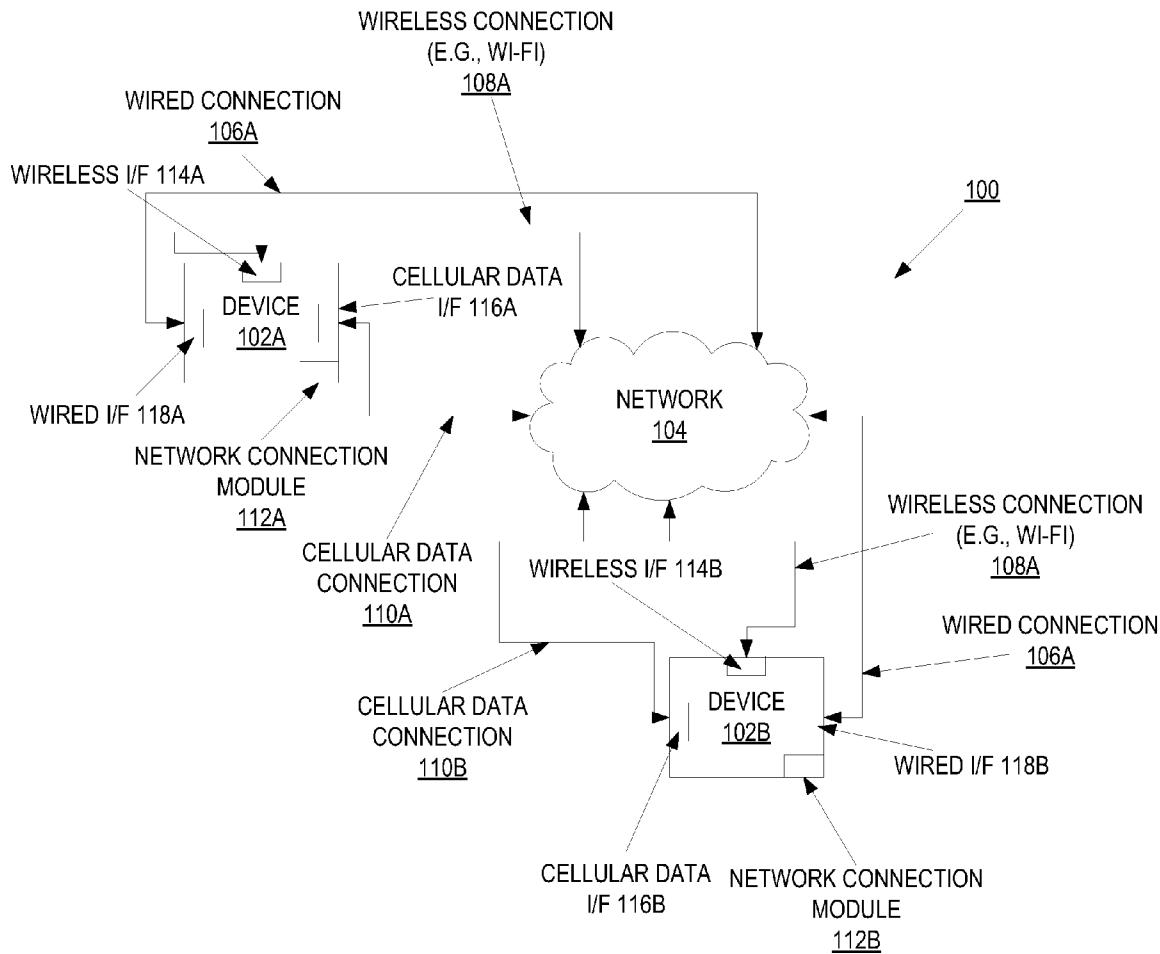 WIRELESS CONNECTION
(E.G., WI-FI)
108A
WIRED CONNECTION
106A
WIRELESS I/F 114A
100
CELLULAR DATA
I/F 116A
DEVICE
102A
WIRED I/F 118A
NETWORK CONNECTION
MODULE
112A
NETWORK
104
CELLULAR DATA
CONNECTION
110A
WIRELESS I/F 114B
WIRELESS CONNECTION
(E.G., WI-FI)
108A
WIRED CONNECTION
106A
CELLULAR DATA
CONNECTION
110B
DEVICE
102B
WIRED I/F 118B
CELLULAR DATA
I/F 116B
NETWORK CONNECTION
MODULE
112B